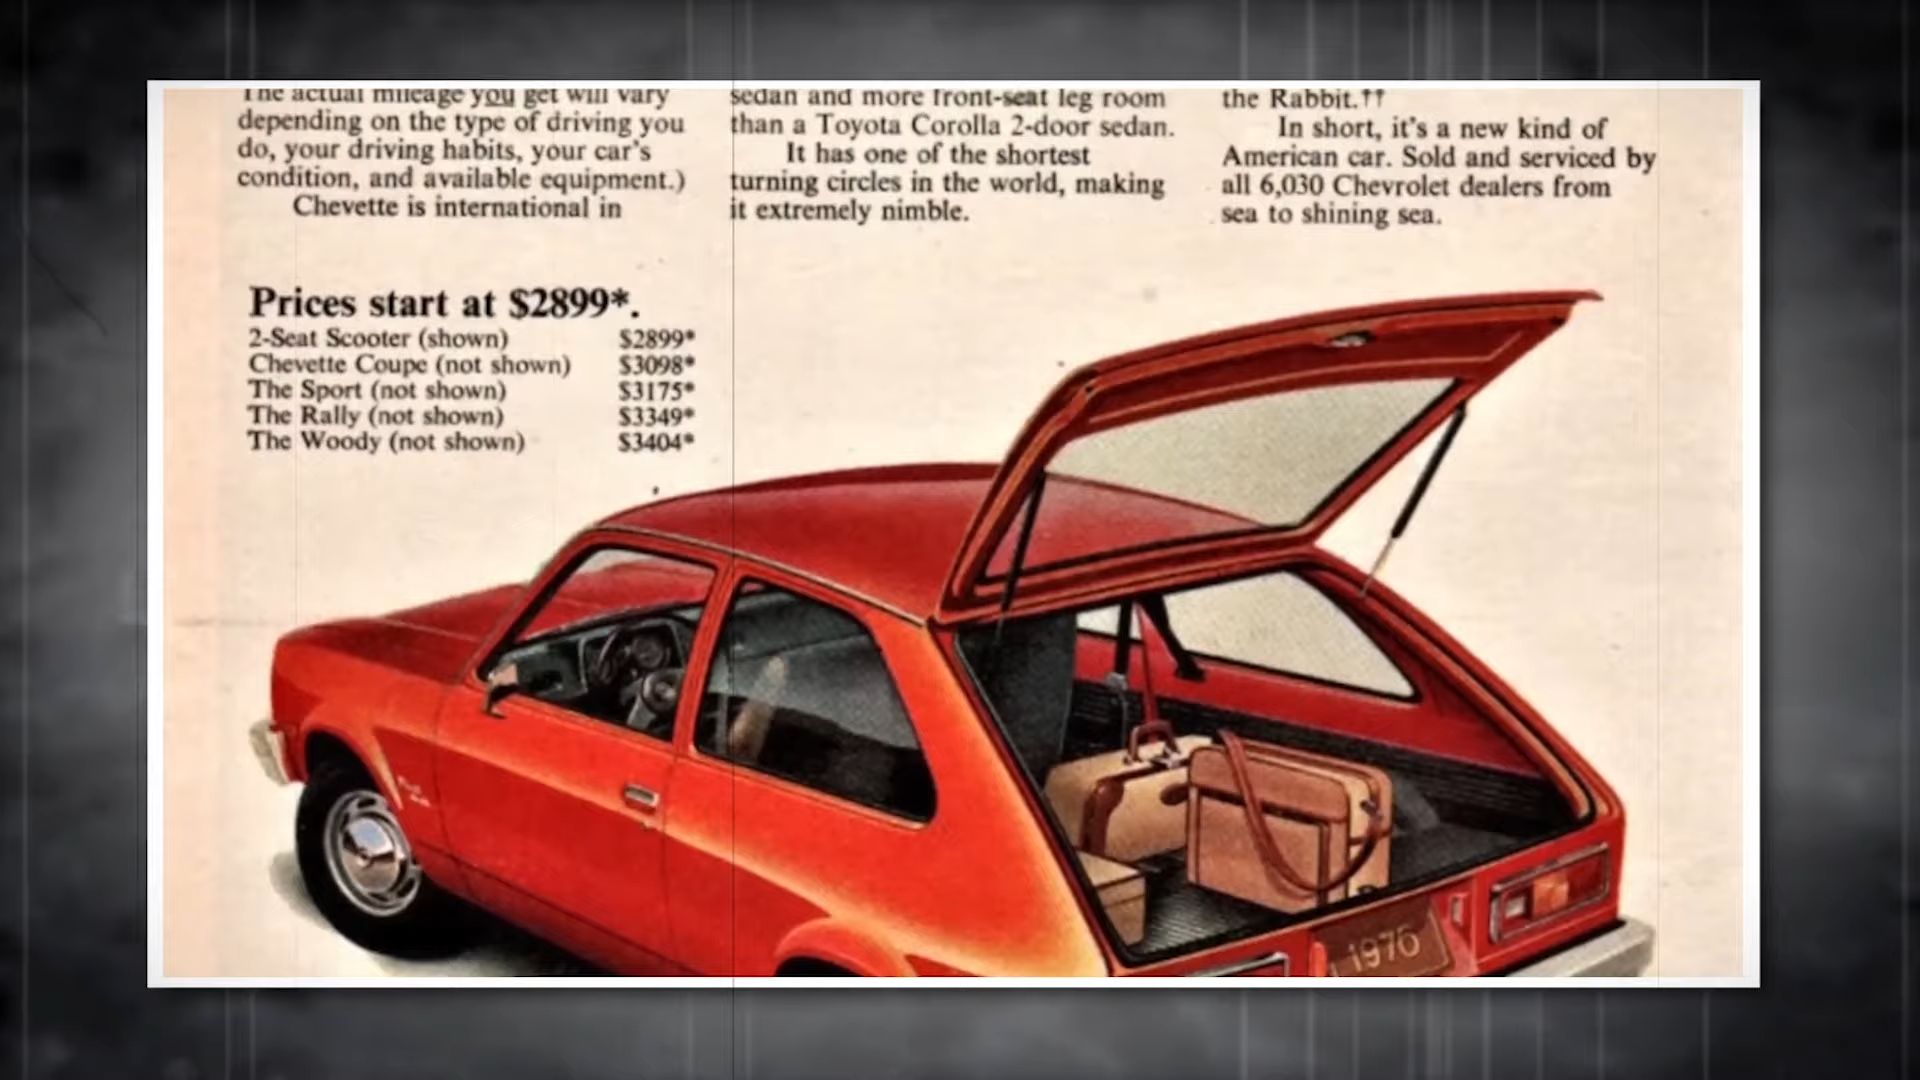 The actual mileage you get will vary
depending on the type of driving you
do, your driving habits, your car's
condition, and available equipment.)
Chevette is international in
sedan and more front-seat leg room
than a Toyota Corolla 2-door sedan.
It has one of the shortest
turning circles in the world, making
it extremely nimble.
the Rabbit.††
In short, it's a new kind of
American car. Sold and serviced by
all 6,030 Chevrolet dealers from
sea to shining sea.
Prices start at $2899*.
2-Seat Scooter (shown) $2899*
Chevette Coupe (not shown) $3098*
The Sport (not shown) $3175*
The Rally (not shown) $3349*
The Woody (not shown) $3404*
1976